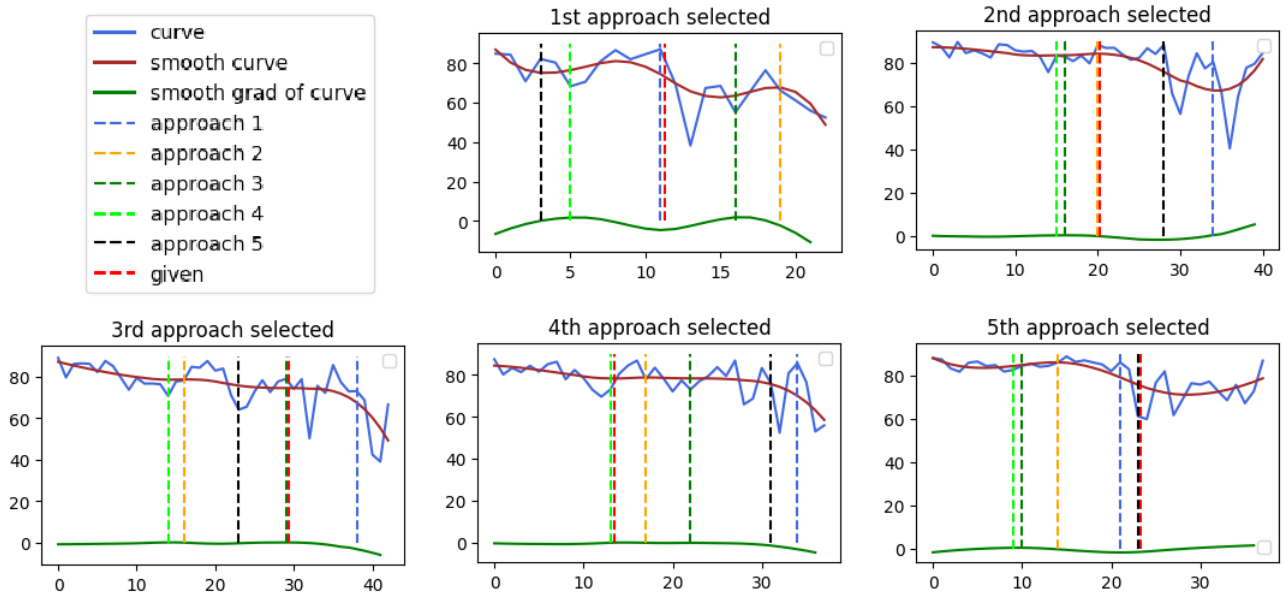 curve
smooth curve
smooth grad of curve
approach 1
approach 2
approach 3
approach 4
approach 5
given
1st approach selected
80
60
40
20
0
0 5 10 15 20
2nd approach selected
80
60
40
20
0
0 10 20 30 40
3rd approach selected
80
60
40
20
0
0 10 20 30 40
4th approach selected
80
60
40
20
0
0 10 20 30
5th approach selected
80
60
40
20
0
0 10 20 30